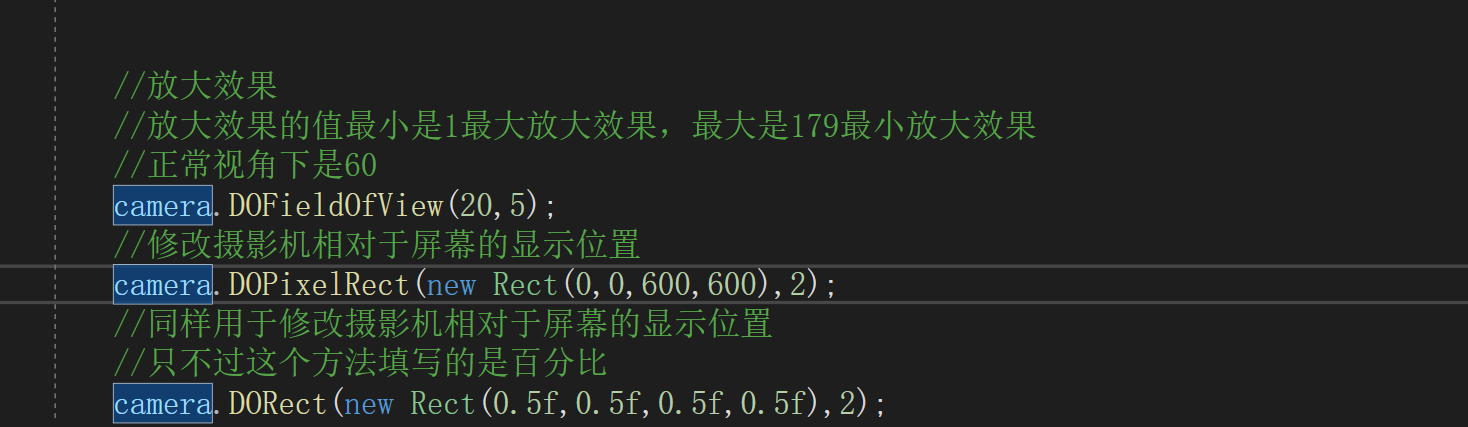 //放大效果
//放大效果的值最小是1最大放大效果，最大是179最小放大效果
//正常视角下是60
camera.DOFieldOfView(20,5);
//修改摄影机相对于屏幕的显示位置
camera.DOPixelRect(new Rect(0,0,600,600),2);
//同样用于修改摄影机相对于屏幕的显示位置
//只不过这个方法填写的是百分比
camera.DORect(new Rect(0.5f,0.5f,0.5f,0.5f),2);